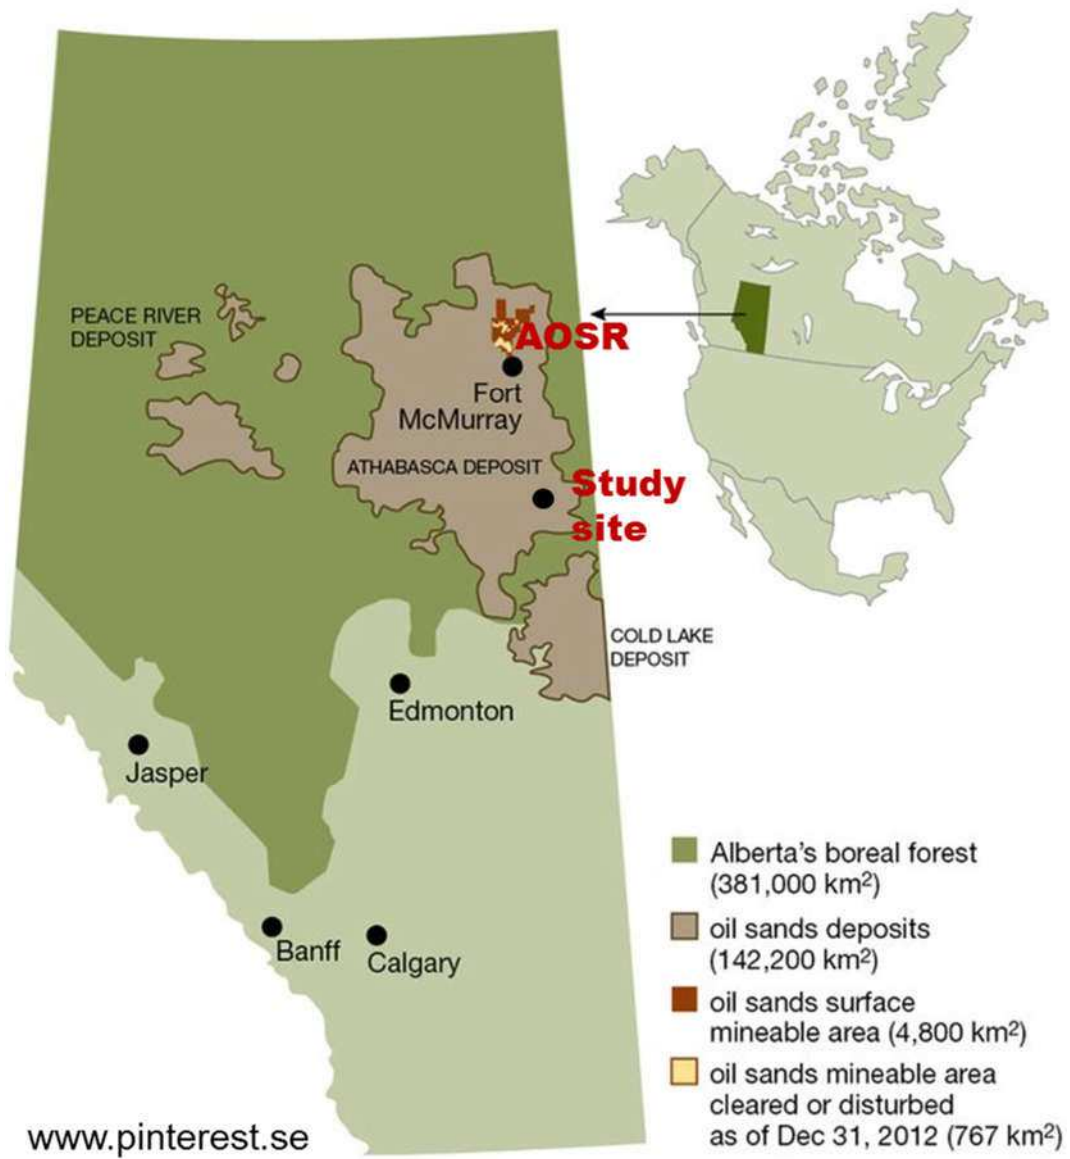 PEACE RIVER
DEPOSIT
AOSR
Fort
McMurray
ATHABASCA DEPOSIT
Study
site
COLD LAKE
DEPOSIT
Edmonton
Jasper
Banff
Calgary
Alberta's boreal forest
(381,000 km²)
oil sands deposits
(142,200 km²)
oil sands surface
mineable area (4,800 km²)
oil sands mineable area
cleared or disturbed
as of Dec 31, 2012 (767 km²)
www.pinterest.se